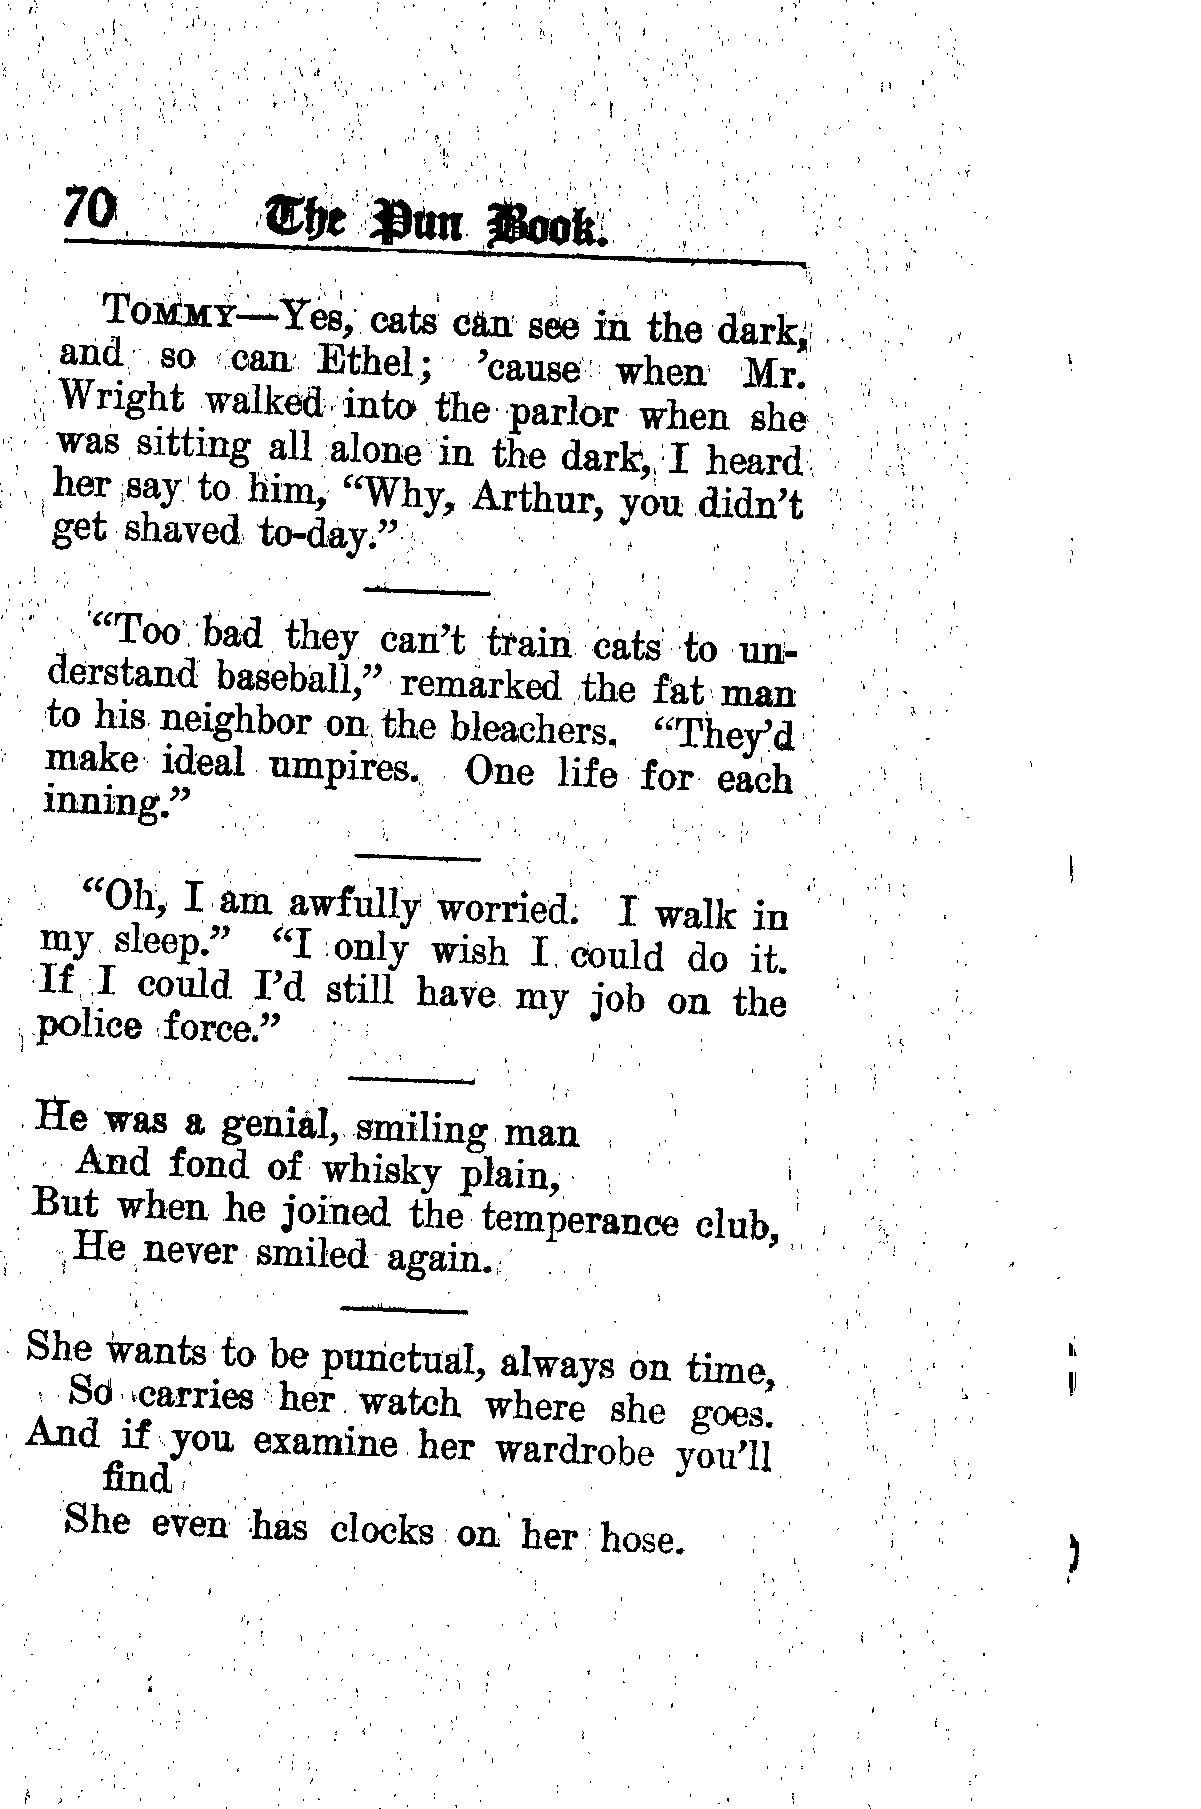 70 The Pun Book.
TOMMY—Yes, cats can see in the dark,
and so can Ethel; 'cause when Mr.
Wright walked into the parlor when she
was sitting all alone in the dark, I heard
her say to him, "Why, Arthur, you didn't
get shaved to-day."
"Too bad they can't train cats to un-
derstand baseball," remarked the fat man
to his neighbor on the bleachers. "They'd
make ideal umpires. One life for each
inning."
"Oh, I am awfully worried. I walk in
my sleep." "I only wish I could do it.
If I could I'd still have my job on the
police force."
He was a genial, smiling man
And fond of whisky plain,
But when he joined the temperance club,
He never smiled again.
She wants to be punctual, always on time,
So carries her watch where she goes.
And if you examine her wardrobe you'll
find
She even has clocks on her hose.